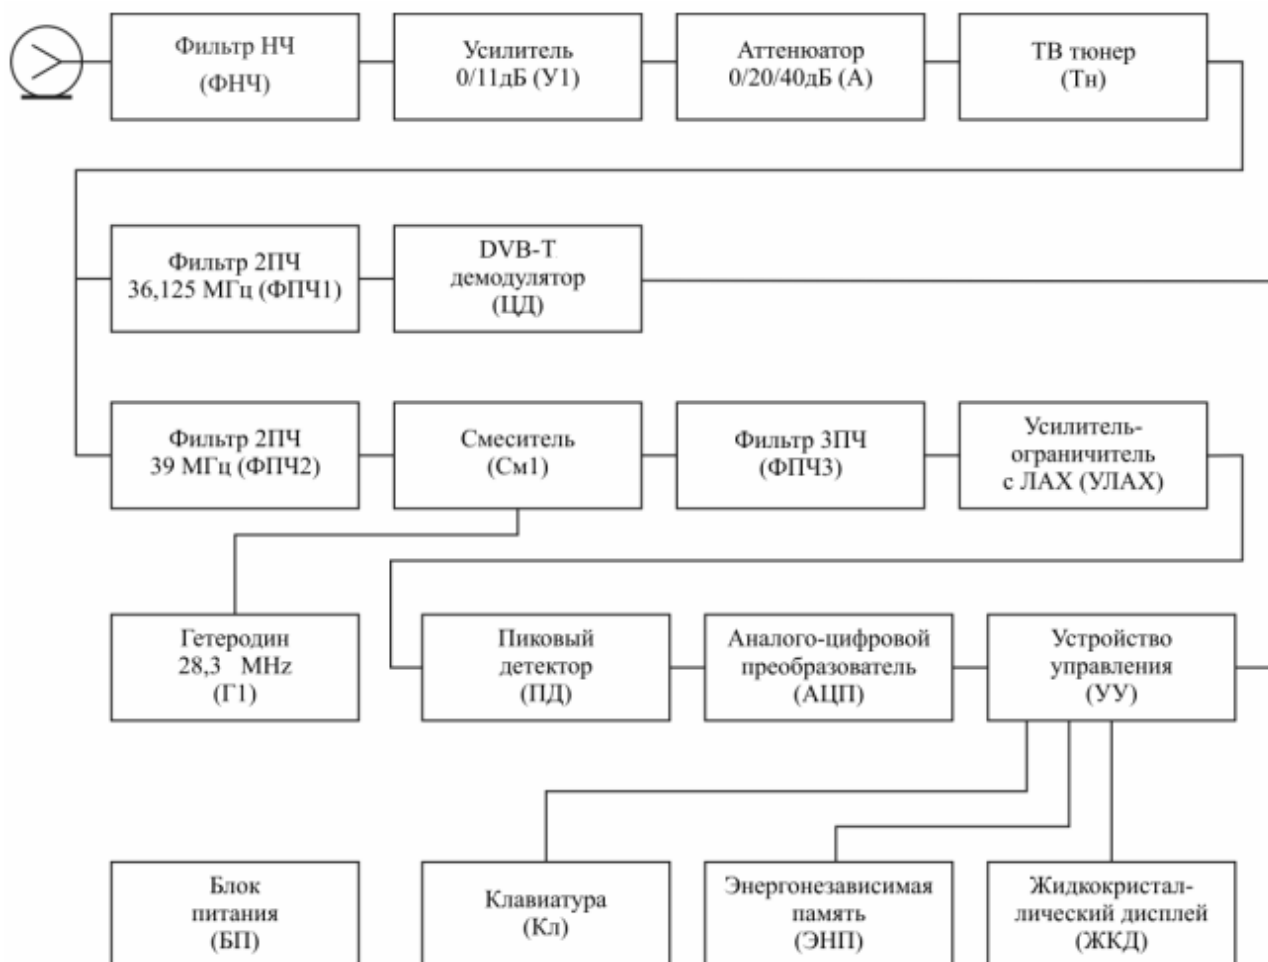 Фильтр НЧ
(ФНЧ)
Усилитель
0/11дБ (У1)
Аттенюатор
0/20/40дБ (А)
ТВ тюнер
(Тн)
Фильтр 2ПЧ
36,125 МГц (ФПЧ1)
DVB-T
демодулятор
(ЦД)
Фильтр 2ПЧ
39 МГц (ФПЧ2)
Смеситель
(См1)
Фильтр 3ПЧ
(ФПЧ3)
Усилитель-
ограничитель
с ЛАХ (УЛАХ)
Гетеродин
28,3 MHz
(Г1)
Пиковый
детектор
(ПД)
Аналого-цифровой
преобразователь
(АЦП)
Устройство
управления
(УУ)
Блок
питания
(БП)
Клавиатура
(Кл)
Энергонезависимая
память
(ЭНП)
Жидкокристал-
лический дисплей
(ЖКД)